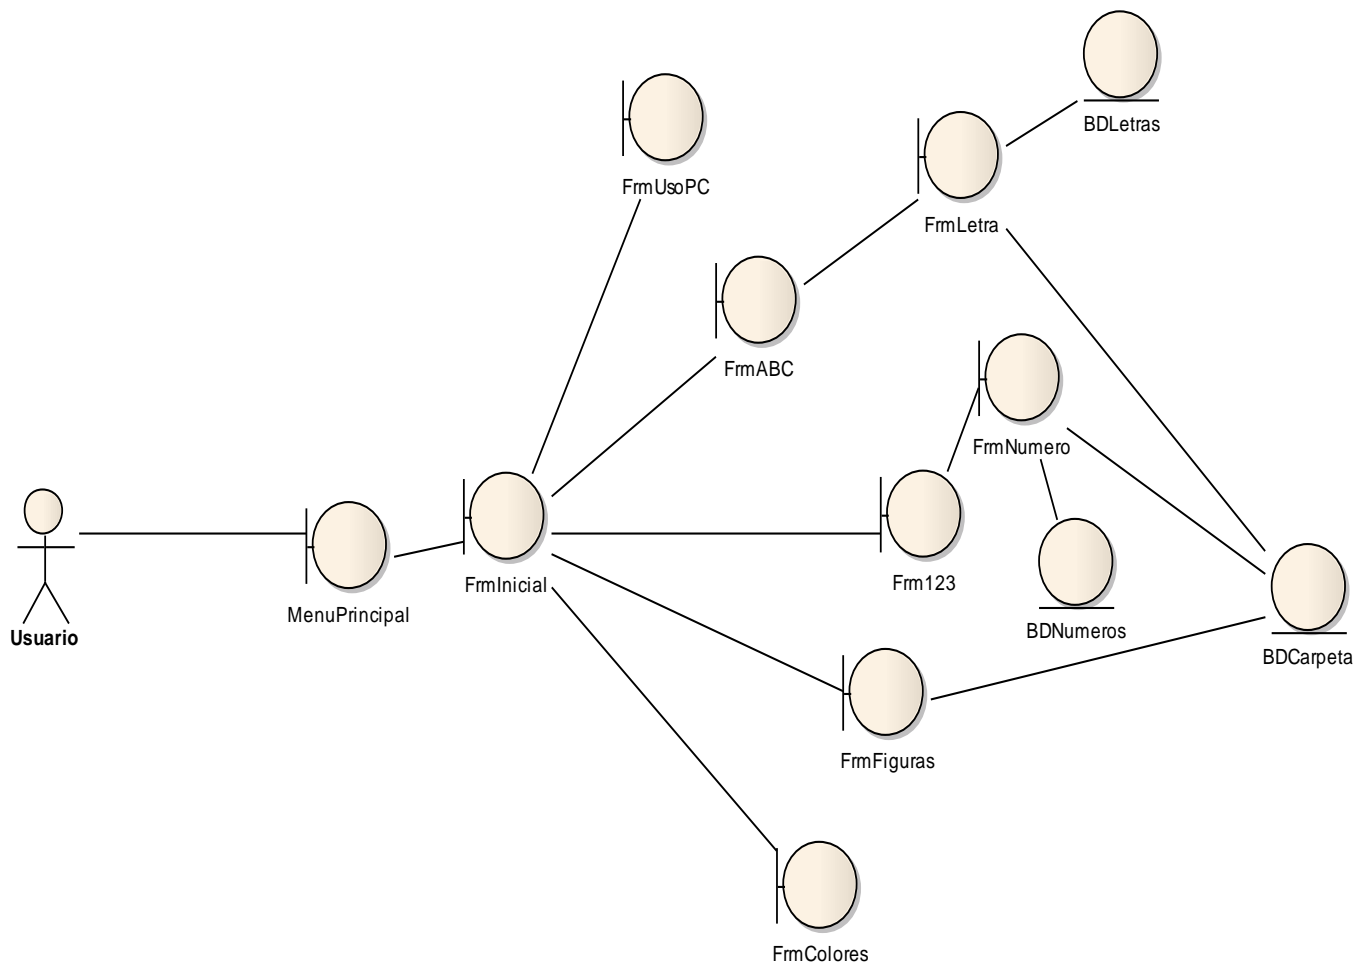 BDLetras
FrmUsoPC
FrmLetra
FrmABC
FrmNumero
Frm123
FrmInicial
MenuPrincipal
Usuario
BDNumeros
BDCarpeta
FrmFiguras
FrmColores